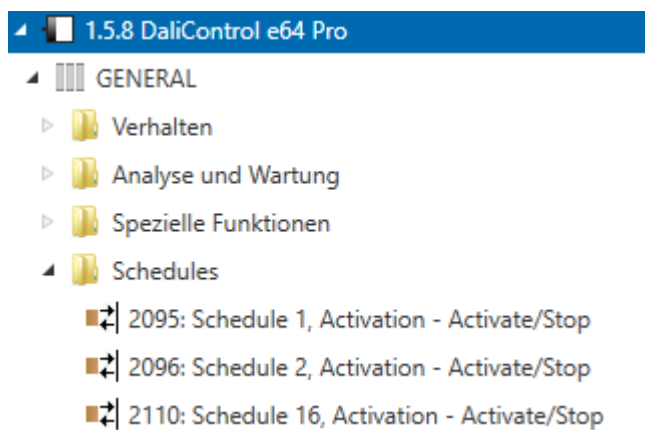 1.5.8 DaliControl e64 Pro
GENERAL
Verhalten
Analyse und Wartung
Spezielle Funktionen
Schedules
2095: Schedule 1, Activation - Activate/Stop
2096: Schedule 2, Activation - Activate/Stop
2110: Schedule 16, Activation - Activate/Stop